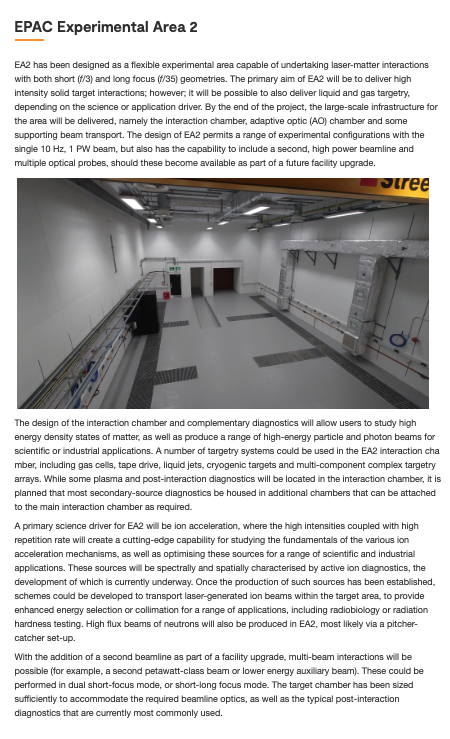 EPAC Experimental Area 2
EA2 has been designed as a flexible experimental area capable of undertaking laser-matter interactions
with both short (f/3) and long focus (f/35) geometries. The primary aim of EA2 will be to deliver high
intensity solid target interactions; however; it will be possible to also deliver liquid and gas targetry,
depending on the science or application driver. By the end of the project, the large-scale infrastructure for
the area will be delivered, namely the interaction chamber, adaptive optic (AO) chamber and some
supporting beam transport. The design of EA2 permits a range of experimental configurations with the
single 10 Hz, 1 PW beam, but also has the capability to include a second, high power beamline and
multiple optical probes, should these become available as part of a future facility upgrade.
Stree
The design of the interaction chamber and complementary diagnostics will allow users to study high
energy density states of matter, as well as produce a range of high-energy particle and photon beams for
scientific or industrial applications. A number of targetry systems could be used in the EA2 interaction cha
mber, including gas cells, tape drive, liquid jets, cryogenic targets and multi-component complex targetry
arrays. While some plasma and post-interaction diagnostics will be located in the interaction chamber, it is
planned that most secondary-source diagnostics be housed in additional chambers that can be attached
to the main interaction chamber as required.
A primary science driver for EA2 will be ion acceleration, where the high intensities coupled with high
repetition rate will create a cutting-edge capability for studying the fundamentals of the various ion
acceleration mechanisms, as well as optimising these sources for a range of scientific and industrial
applications. These sources will be spectrally and spatially characterised by active ion diagnostics, the
development of which is currently underway. Once the production of such sources has been established,
schemes could be developed to transport laser-generated ion beams within the target area, to provide
enhanced energy selection or collimation for a range of applications, including radiobiology or radiation
hardness testing. High flux beams of neutrons will also be produced in EA2, most likely via a pitcher-
catcher set-up.
With the addition of a second beamline as part of a facility upgrade, multi-beam interactions will be
possible (for example, a second petawatt-class beam or lower energy auxiliary beam). These could be
performed in dual short-focus mode, or short-long focus mode. The target chamber has been sized
sufficiently to accommodate the required beamline optics, as well as the typical post-interaction
diagnostics that are currently most commonly used.